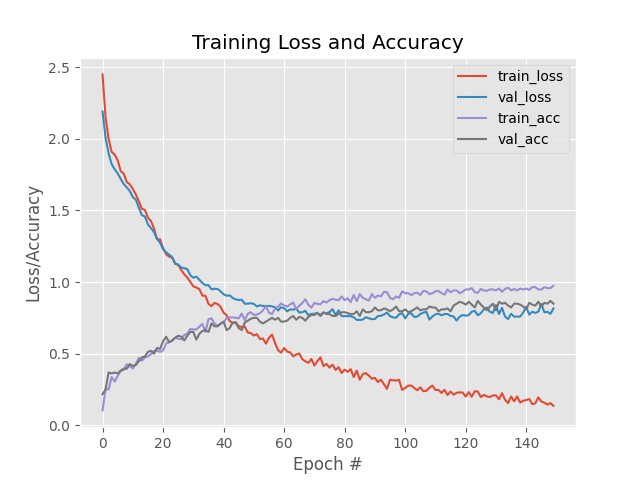 Training Loss and Accuracy
train_loss
val_loss
train_acc
val_acc
Loss/Accuracy
2.5
2.0
1.5
1.0
0.5
0.0
0 20 40 60 80 100 120 140
Epoch #